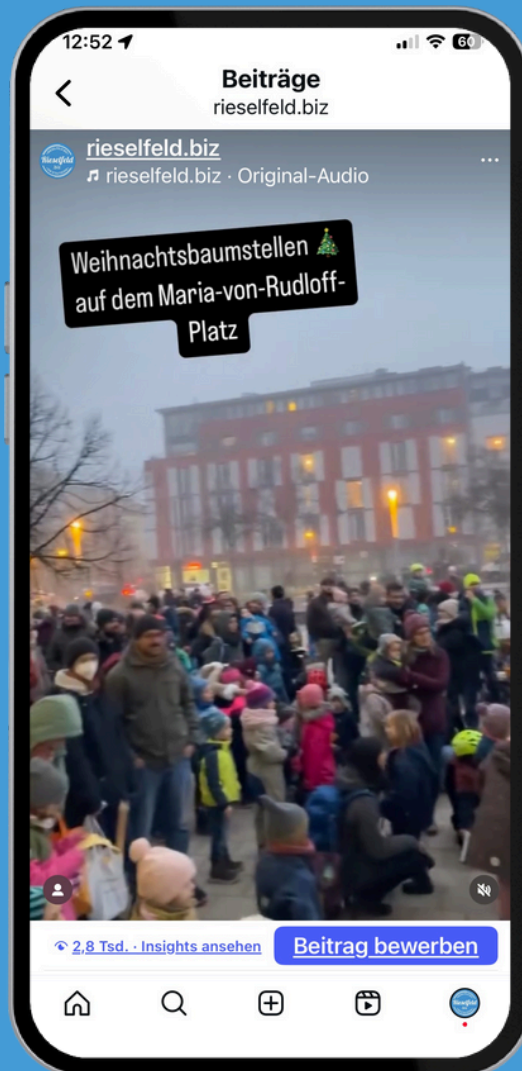 12:52
60
Beiträge
rieselfeld.biz
rieselfeld.biz
rieselfeld.biz · Original-Audio
Weihnachtsbaumstellen
auf dem Maria-von-Rudloff-
Platz
2,8 Tsd. · Insights ansehen
Beitrag bewerben